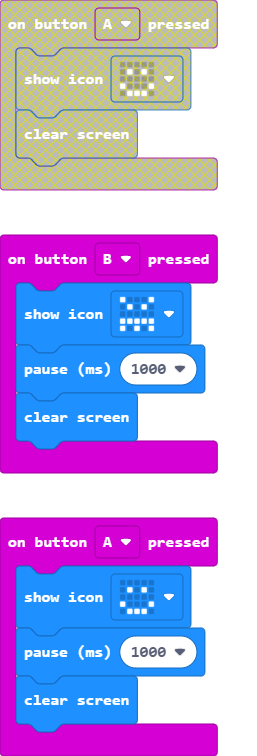 on button A pressed
show icon
clear screen
on button B pressed
show icon
pause (ms) 1000
clear screen
on button A pressed
show icon
pause (ms) 1000
clear screen